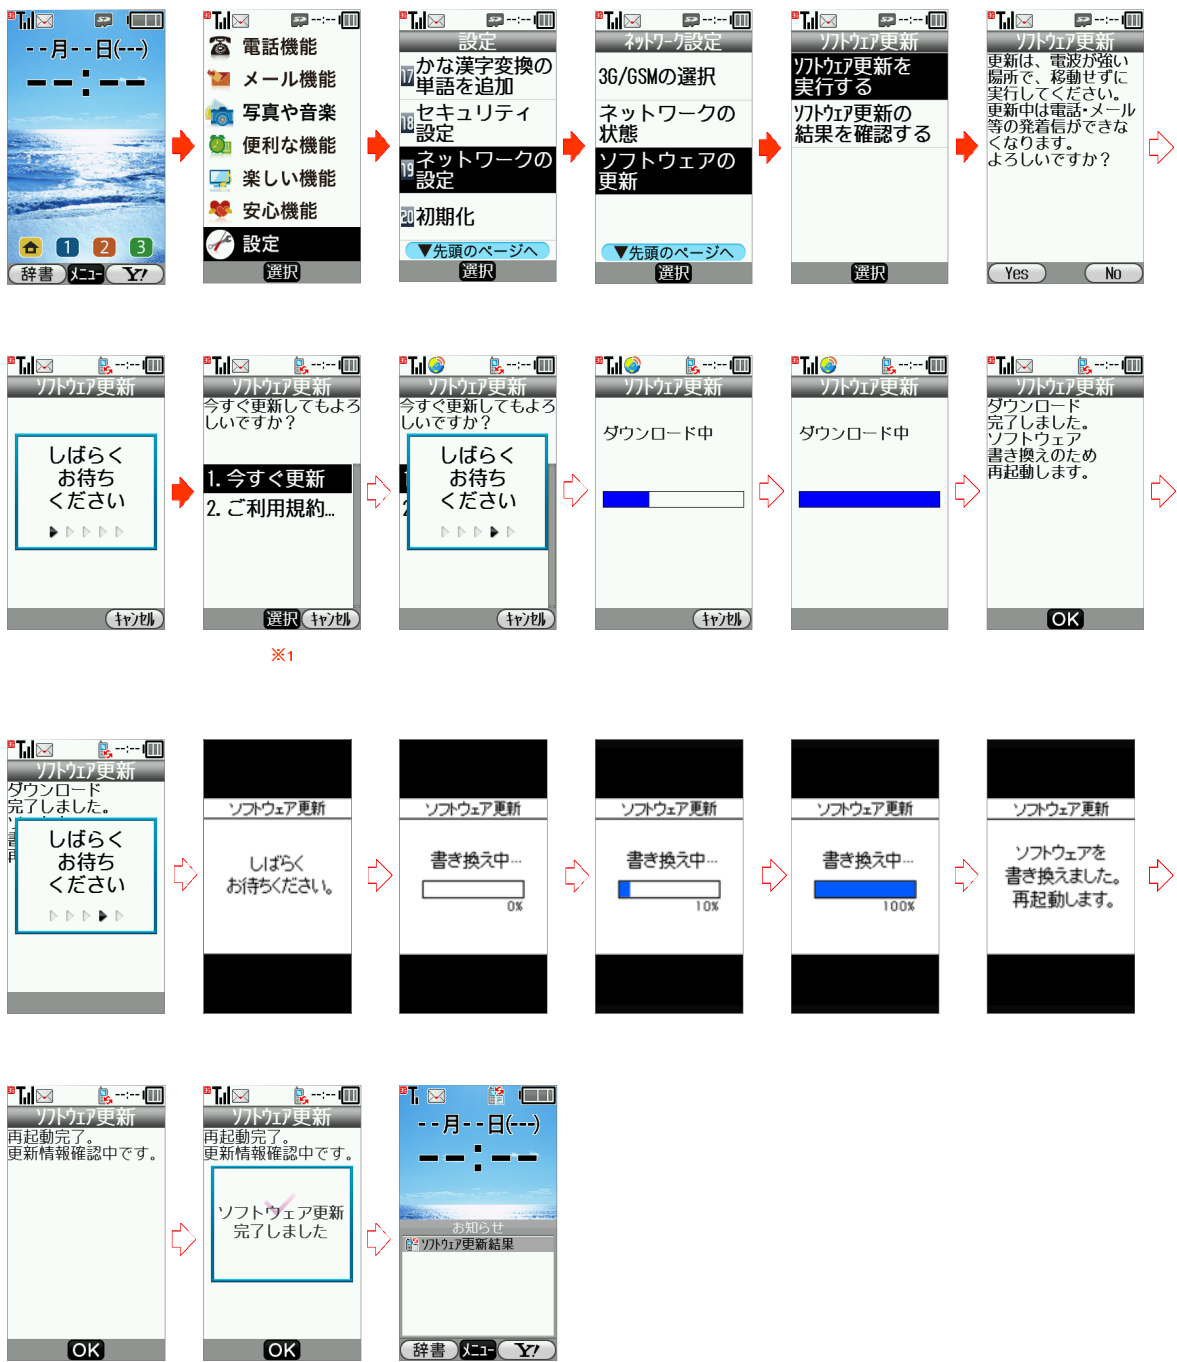 --月--日(---)
--:--
辞書 メニュー Y!
--:--
電話機能
メール機能
写真や音楽
便利な機能
楽しい機能
安心機能
設定
選択
--:--
設定
17 かな漢字変換の
単語を追加
18 セキュリティ
設定
19 ネットワークの
設定
20 初期化
▼先頭のページへ
選択
--:--
ネットワーク設定
3G/GSMの選択
ネットワークの
状態
ソフトウェアの
更新
▼先頭のページへ
選択
--:--
ソフトウェア更新
ソフトウェア更新を
実行する
ソフトウェア更新の
結果を確認する
選択
--:--
ソフトウェア更新
更新は、電波が強い
場所で、移動せずに
実行してください。
更新中は電話・メール
等の発着信ができな
くなります。
よろしいですか？
Yes No
--:--
ソフトウェア更新
しばらく
お待ち
ください
キャンセル
--:--
ソフトウェア更新
今すぐ更新してもよろ
しいですか？
1. 今すぐ更新
2. ご利用規約…
選択 キャンセル
※1
--:--
ソフトウェア更新
今すぐ更新してもよろ
しいですか？
しばらく
お待ち
ください
キャンセル
--:--
ソフトウェア更新
ダウンロード中
キャンセル
--:--
ソフトウェア更新
ダウンロード中
--:--
ソフトウェア更新
ダウンロード
完了しました。
ソフトウェア
書き換えのため
再起動します。
OK
--:--
ソフトウェア更新
ダウンロード
完了しました。
しばらく
お待ち
ください
ソフトウェア更新
しばらく
お待ちください。
ソフトウェア更新
書き換え中…
0%
ソフトウェア更新
書き換え中…
10%
ソフトウェア更新
書き換え中…
100%
ソフトウェア更新
ソフトウェアを
書き換えました。
再起動します。
--:--
ソフトウェア更新
再起動完了。
更新情報確認中です。
OK
--:--
ソフトウェア更新
再起動完了。
更新情報確認中です。
ソフトウェア更新
完了しました
OK
--月--日(---)
--:--
お知らせ
ソフトウェア更新結果
辞書 メニュー Y!